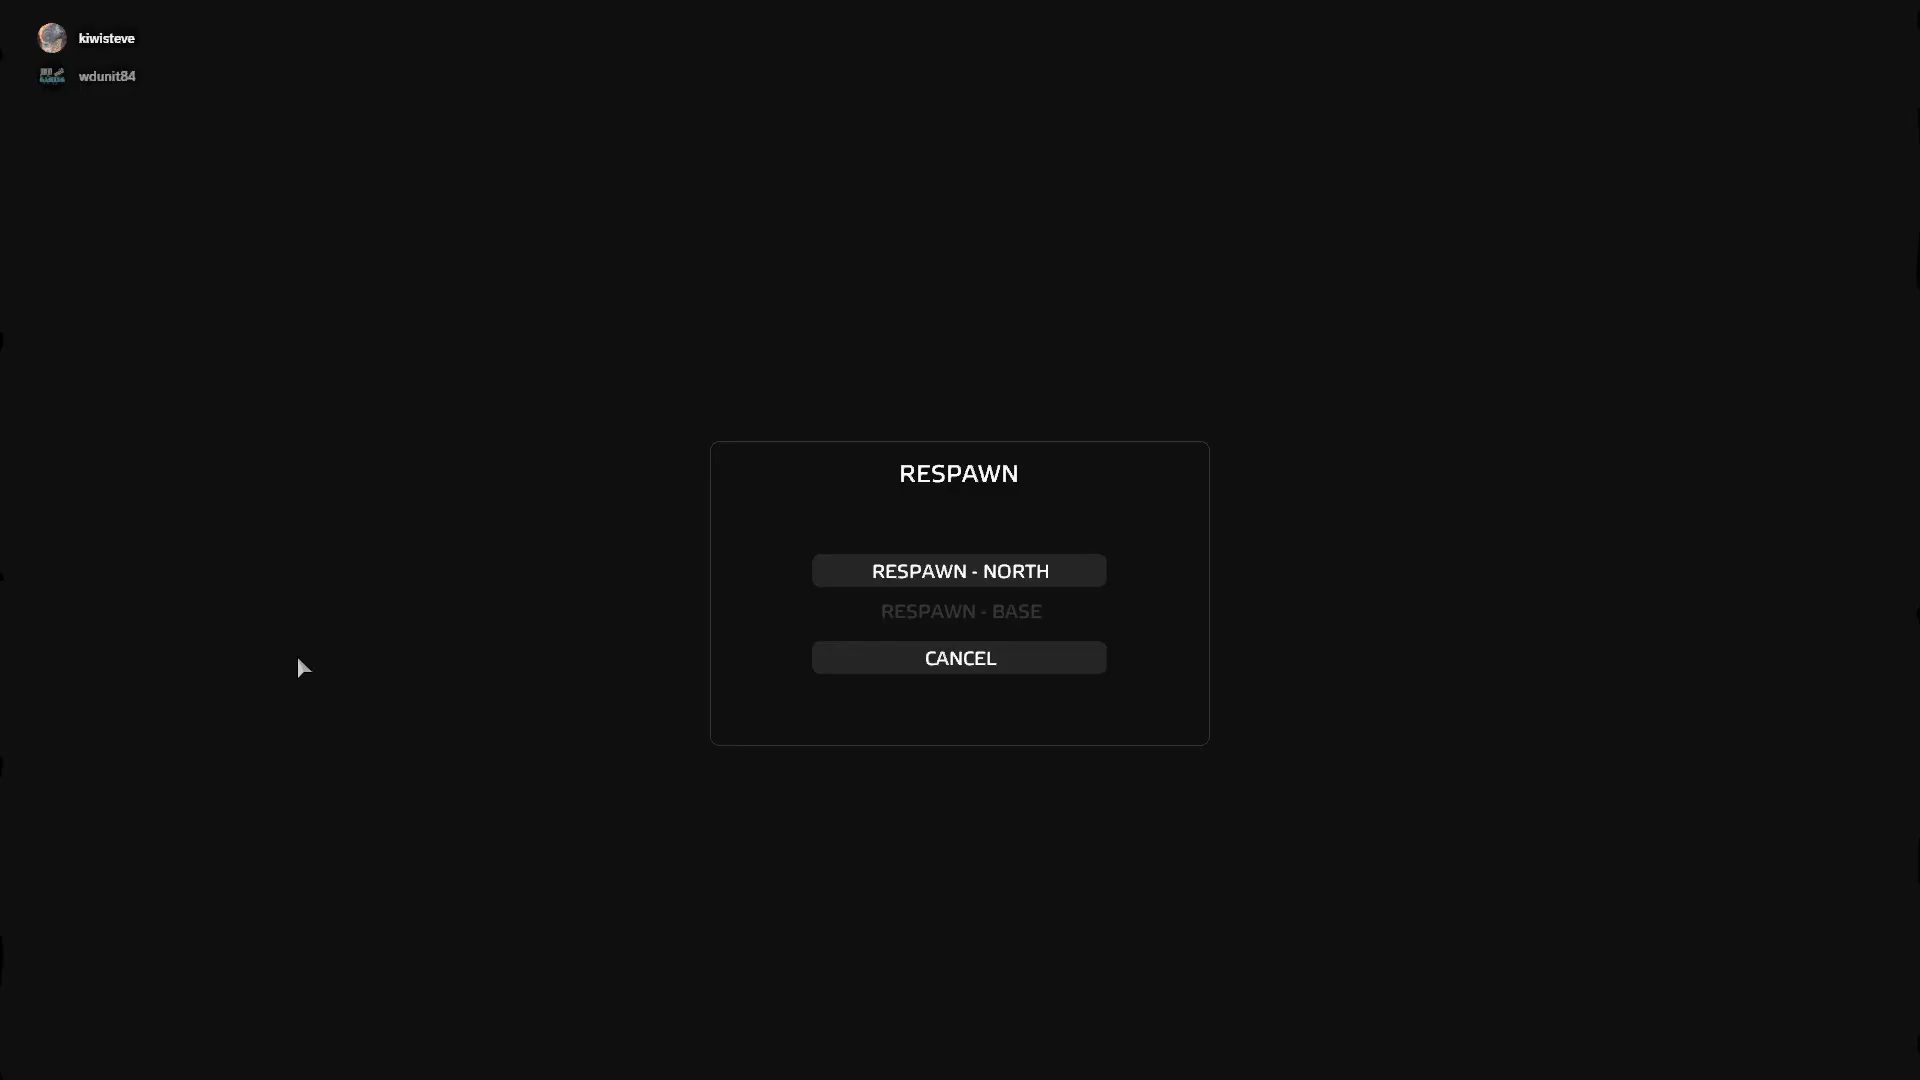 kiwisteve
wdunit84
RESPAWN
RESPAWN - NORTH
RESPAWN - BASE
CANCEL